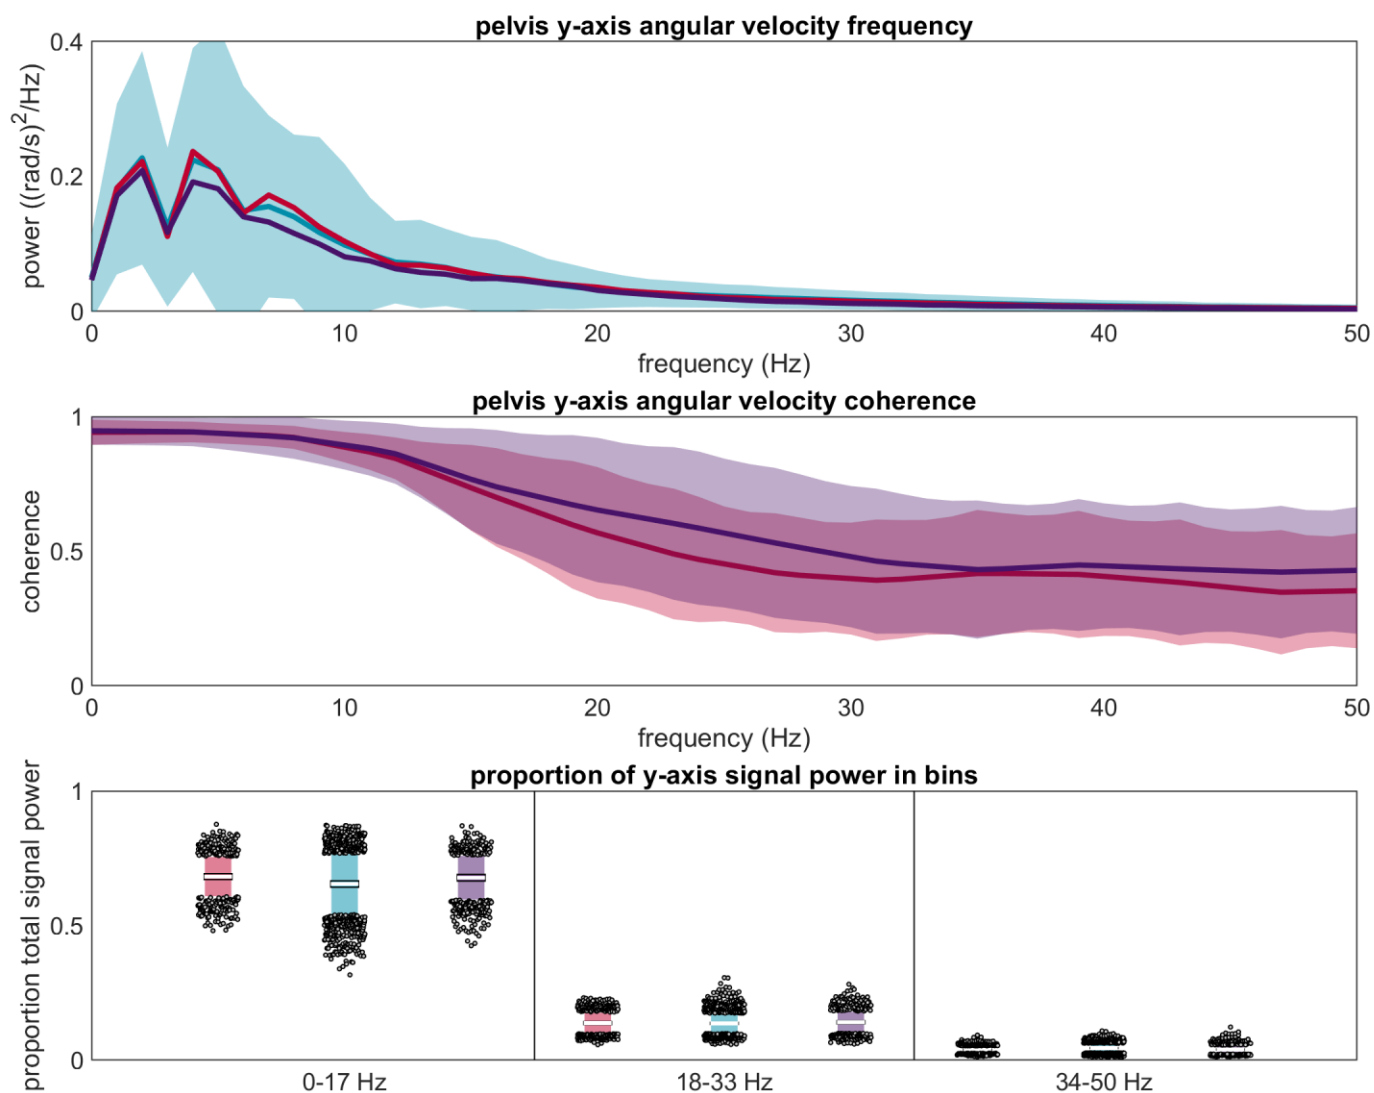 pelvis y-axis angular velocity frequency
power ((rad/s)²/Hz)
0.4
0.2
0
0 10 20 30 40 50
frequency (Hz)
pelvis y-axis angular velocity coherence
coherence
1
0.5
0
0 10 20 30 40 50
frequency (Hz)
proportion of y-axis signal power in bins
proportion total signal power
1
0.5
0
0-17 Hz 18-33 Hz 34-50 Hz